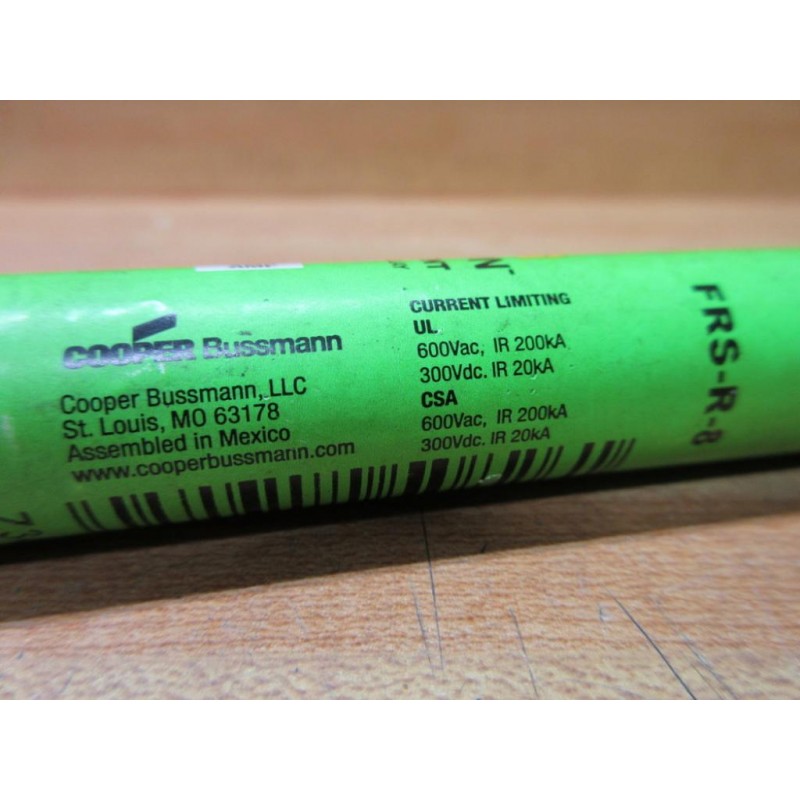 COOPER Bussmann
Cooper Bussmann, LLC
St. Louis, MO 63178
Assembled in Mexico
www.cooperbussmann.com
CURRENT LIMITING
UL
600Vac, IR 200kA
300Vdc. IR 20kA
CSA
600Vac, IR 200kA
300Vdc. IR 20kA
FRS-R-8